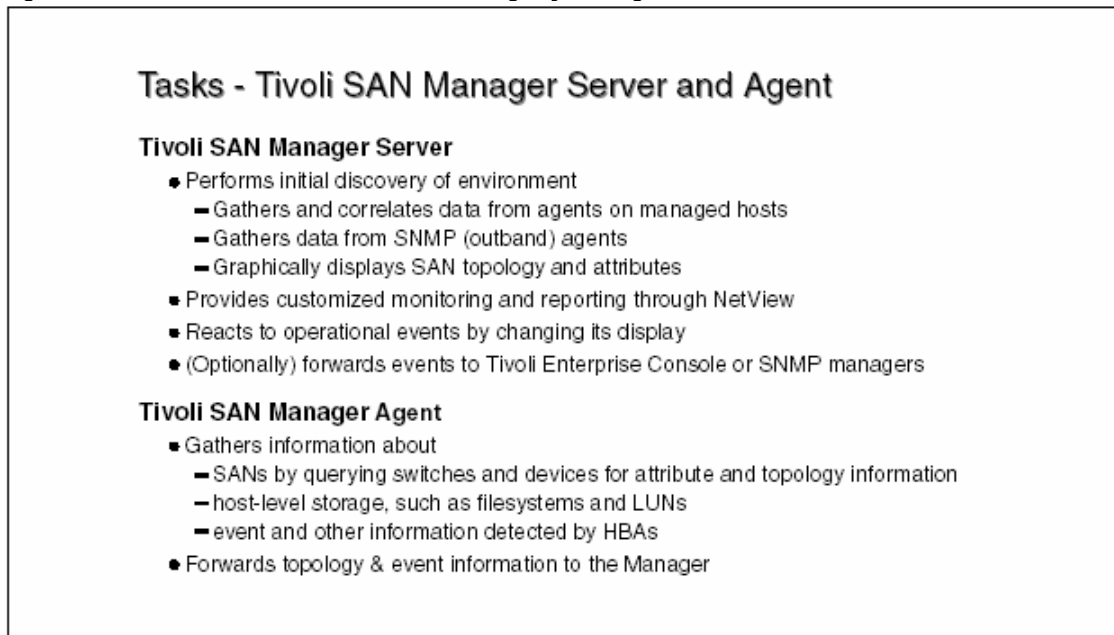 Tasks - Tivoli SAN Manager Server and Agent
Tivoli SAN Manager Server
Performs initial discovery of environment
Gathers and correlates data from agents on managed hosts
Gathers data from SNMP (outband) agents
Graphically displays SAN topology and attributes
Provides customized monitoring and reporting through NetView
Reacts to operational events by changing its display
(Optionally) forwards events to Tivoli Enterprise Console or SNMP managers
Tivoli SAN Manager Agent
Gathers information about
SANs by querying switches and devices for attribute and topology information
host-level storage, such as filesystems and LUNs
event and other information detected by HBAs
Forwards topology & event information to the Manager